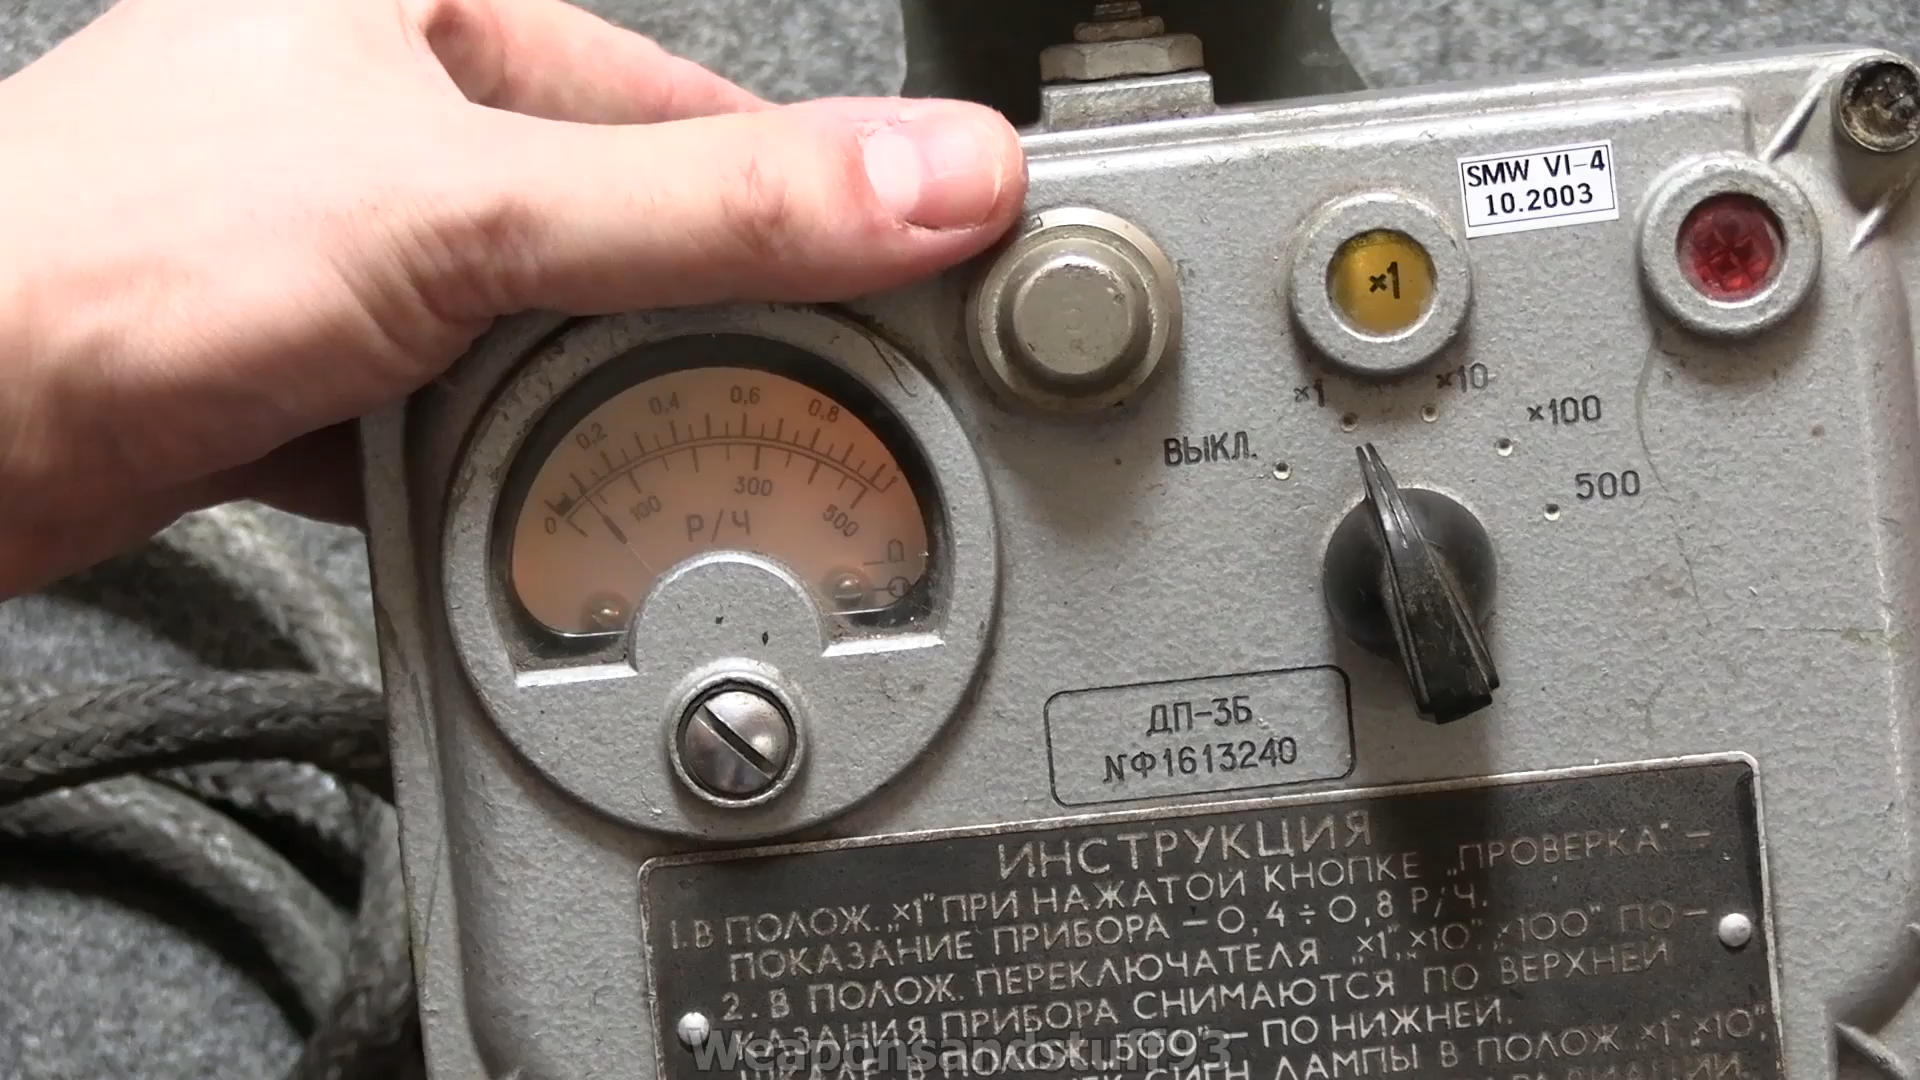 SMW VI-4
10.2003
×1
×1
×10
×100
500
ВЫКЛ.
0 0,2 0,4 0,6 0,8
100 300 500
Р/Ч
ДП-3Б
№Ф1613240
ИНСТРУКЦИЯ
1. В ПОЛОЖ. „×1" ПРИ НАЖАТОЙ КНОПКЕ „ПРОВЕРКА" –
ПОКАЗАНИЕ ПРИБОРА – 0,4 ÷ 0,8 Р/Ч.
2. В ПОЛОЖ. ПЕРЕКЛЮЧАТЕЛЯ „×1", „×10", „×100" ПО–
КАЗАНИЯ ПРИБОРА СНИМАЮТСЯ ПО ВЕРХНЕЙ
ШКАЛЕ, В ПОЛОЖ. „500" – ПО НИЖНЕЙ.
ЛАМПЫ В ПОЛОЖ. „×1", „×10",
Weaponsandstuff93